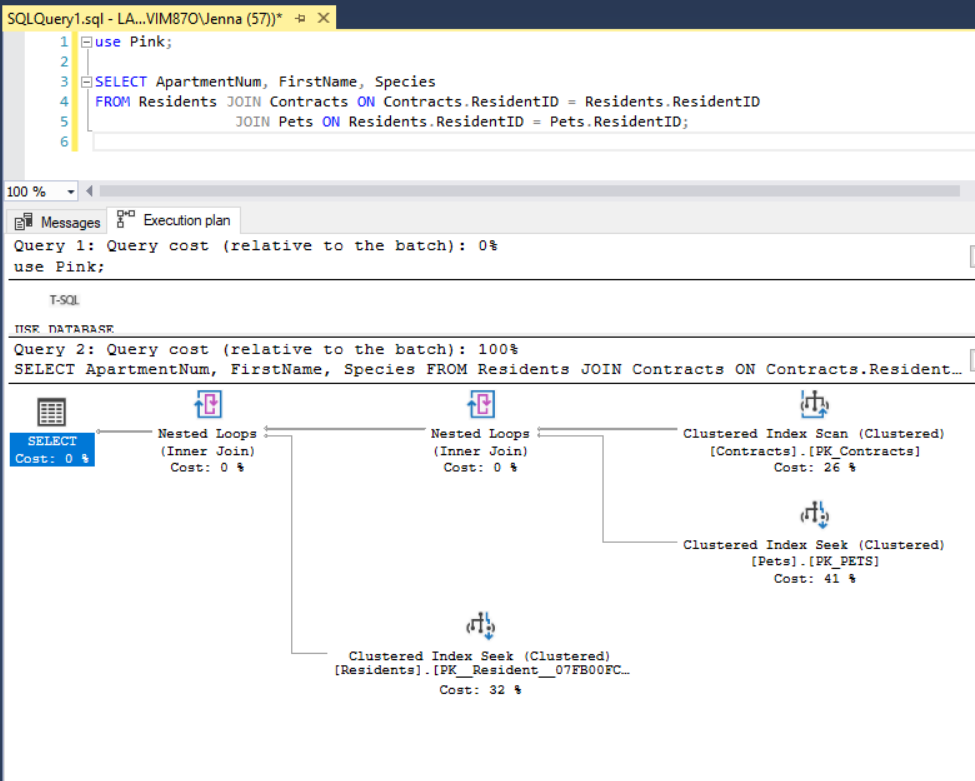 SQLQuery1.sql - LA...VIM87O\Jenna (57))*
1 use Pink;
2
3 SELECT ApartmentNum, FirstName, Species
4 FROM Residents JOIN Contracts ON Contracts.ResidentID = Residents.ResidentID
5 JOIN Pets ON Residents.ResidentID = Pets.ResidentID;
6
100 %
Messages Execution plan
Query 1: Query cost (relative to the batch): 0%
use Pink;
T-SQL
USE DATABASE
Query 2: Query cost (relative to the batch): 100%
SELECT ApartmentNum, FirstName, Species FROM Residents JOIN Contracts ON Contracts.Resident…
SELECT
Cost: 0 %
Nested Loops
(Inner Join)
Cost: 0 %
Nested Loops
(Inner Join)
Cost: 0 %
Clustered Index Scan (Clustered)
[Contracts].[PK_Contracts]
Cost: 26 %
Clustered Index Seek (Clustered)
[Pets].[PK_PETS]
Cost: 41 %
Clustered Index Seek (Clustered)
[Residents].[PK__Resident__07FB00FC…
Cost: 32 %